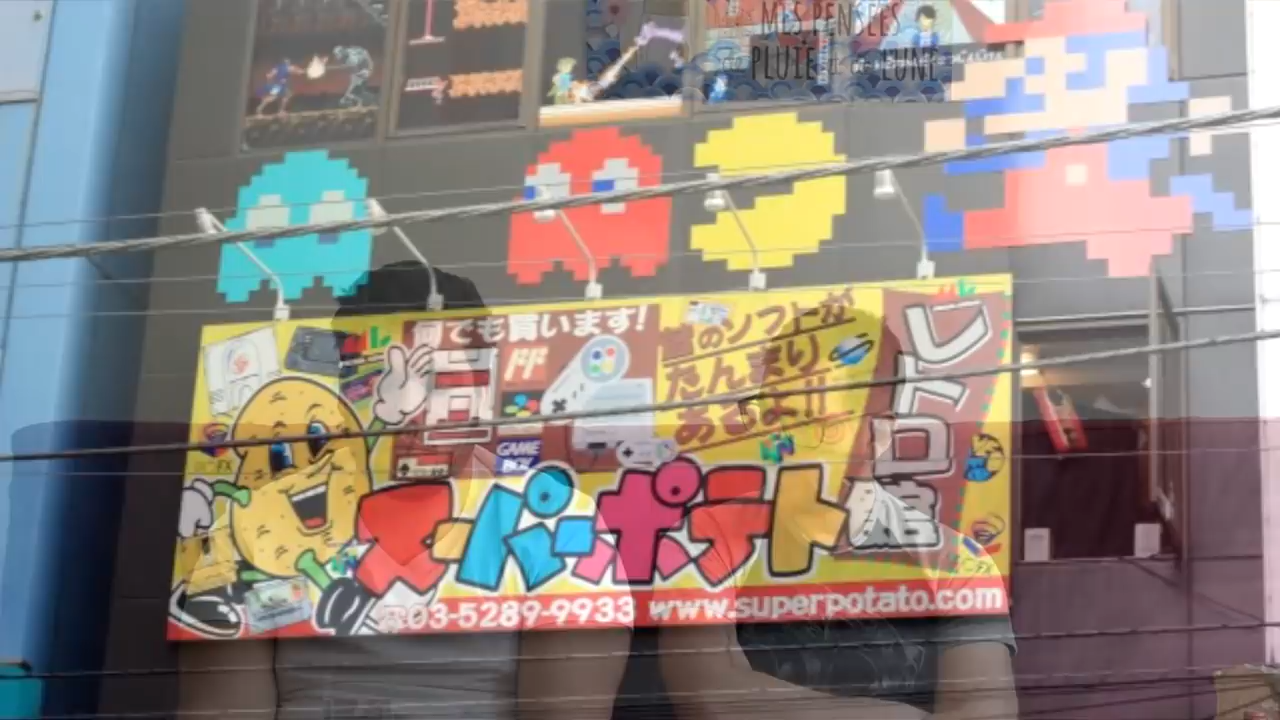 MES PENSÉES
PLUIE DE LUNE
何でも買います!
FF
昔のソフトが
たんまり
あるよ!!
レトロ館
GAME BOY
スーパーポテト
☎03-5289-9933 www.superpotato.com